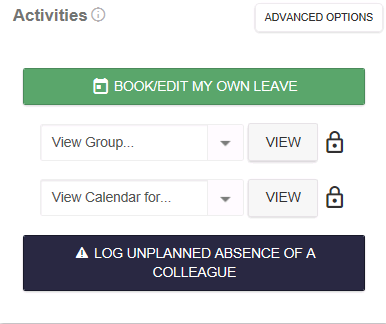 Activities
ADVANCED OPTIONS
BOOK/EDIT MY OWN LEAVE
View Group... VIEW
View Calendar for... VIEW
LOG UNPLANNED ABSENCE OF A
COLLEAGUE